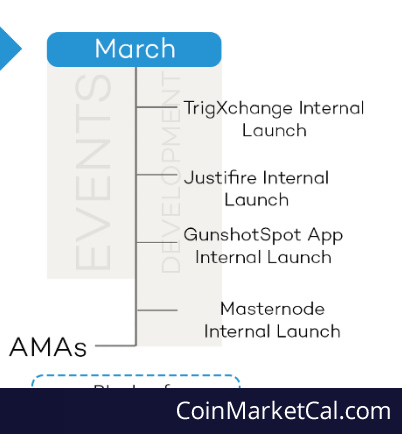 March
EVENTS
DEVELOPMENT
TrigXchange Internal
Launch
Justifire Internal
Launch
GunshotSpot App
Internal Launch
Masternode
Internal Launch
AMAs
CoinMarketCal.com